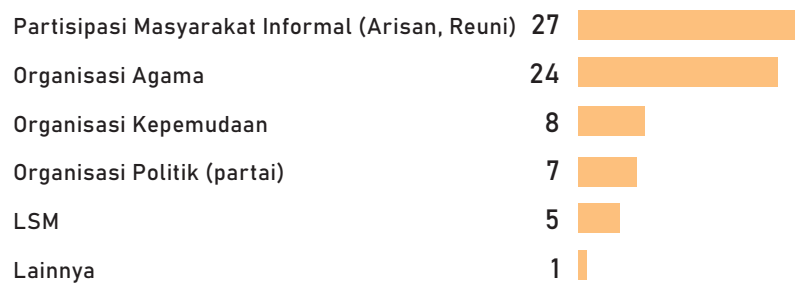 Partisipasi Masyarakat Informal (Arisan, Reuni) 27
Organisasi Agama 24
Organisasi Kepemudaan 8
Organisasi Politik (partai) 7
LSM 5
Lainnya 1